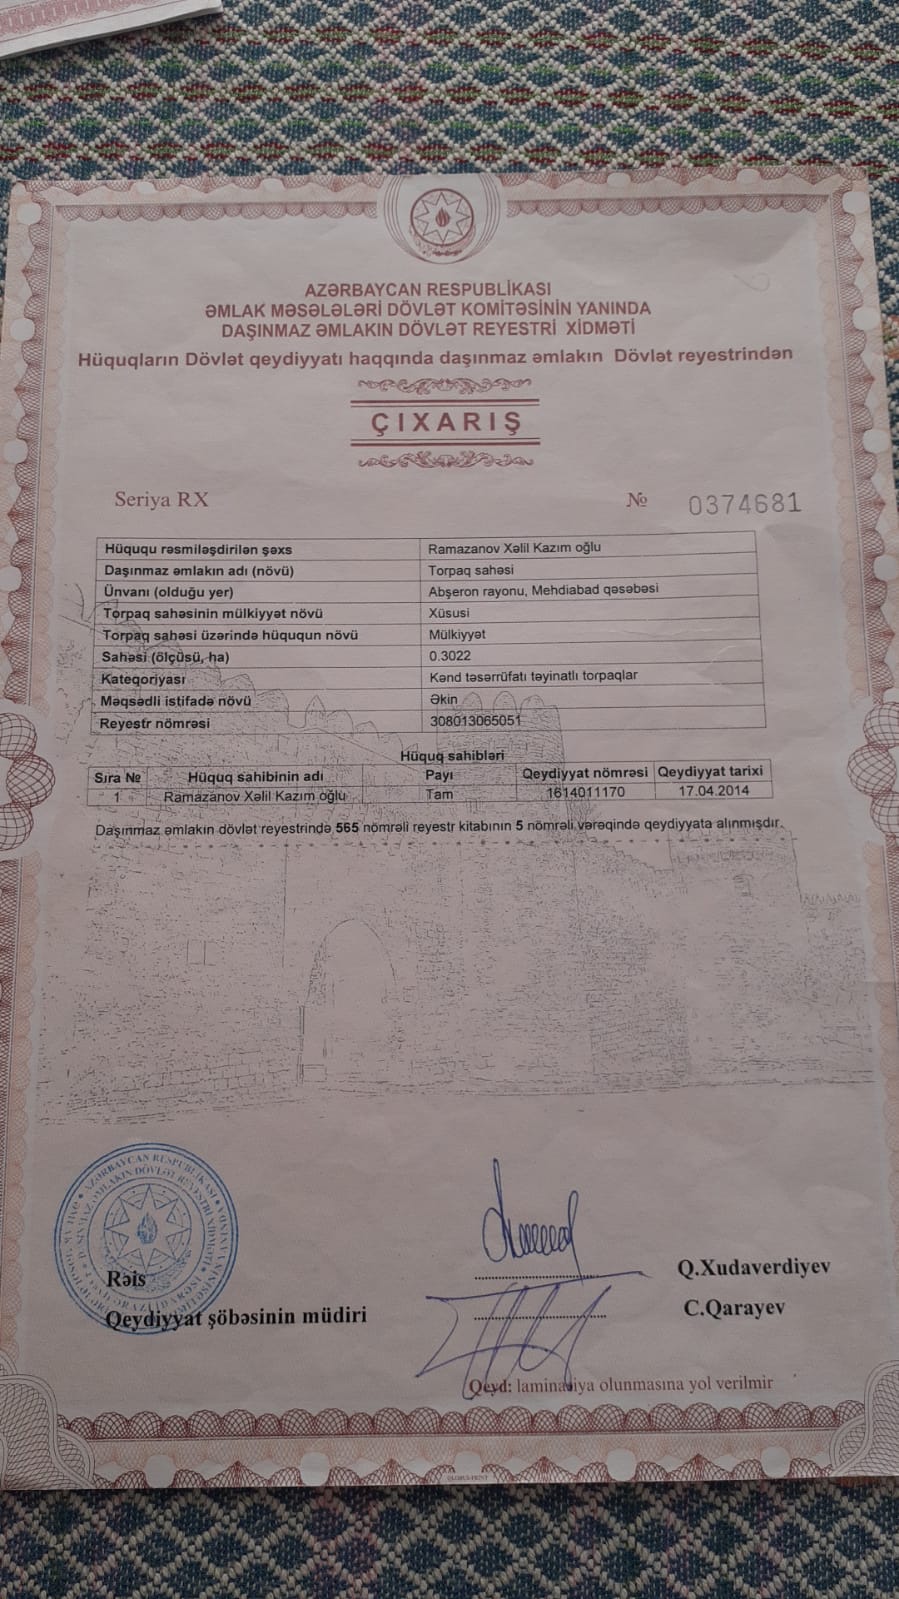 AZƏRBAYCAN RESPUBLİKASI
ƏMLAK MƏSƏLƏLƏRİ DÖVLƏT KOMİTƏSİNİN YANINDA
DAŞINMAZ ƏMLAKIN DÖVLƏT REYESTRİ XİDMƏTİ
Hüquqların Dövlət qeydiyyatı haqqında daşınmaz əmlakın Dövlət reyestrindən
ÇIXARIŞ
Seriya RX № 0374681
Hüququ rəsmiləşdirilən şəxs Ramazanov Xəlil Kazım oğlu
Daşınmaz əmlakın adı (növü) Torpaq sahəsi
Ünvanı (olduğu yer) Abşeron rayonu, Mehdiabad qəsəbəsi
Torpaq sahəsinin mülkiyyət növü Xüsusi
Torpaq sahəsi üzərində hüququn növü Mülkiyyət
Sahəsi (ölçüsü, ha) 0.3022
Kateqoriyası Kənd təsərrüfatı təyinatlı torpaqlar
Məqsədli istifadə növü Əkin
Reyestr nömrəsi 308013065051
Hüquq sahibləri
Sıra № Hüquq sahibinin adı Payı Qeydiyyat nömrəsi Qeydiyyat tarixi
1 Ramazanov Xəlil Kazım oğlu Tam 1614011170 17.04.2014
Daşınmaz əmlakın dövlət reyestrində 565 nömrəli reyestr kitabının 5 nömrəli vərəqində qeydiyyata alınmışdır.
Rəis Q.Xudaverdiyev
Qeydiyyat şöbəsinin müdiri C.Qarayev
Qeyd: laminasiya olunmasına yol verilmir